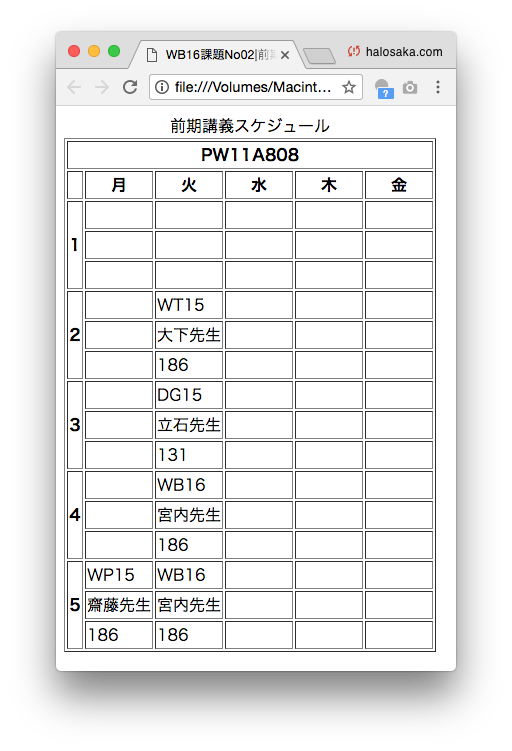 WB16課題No02|前期
halosaka.com
file:///Volumes/Macint...
?
前期講義スケジュール
PW11A808
月 火 水 木 金
1
WT15
2 大下先生
186
DG15
3 立石先生
131
WB16
4 宮内先生
186
WP15 WB16
5 齋藤先生 宮内先生
186 186